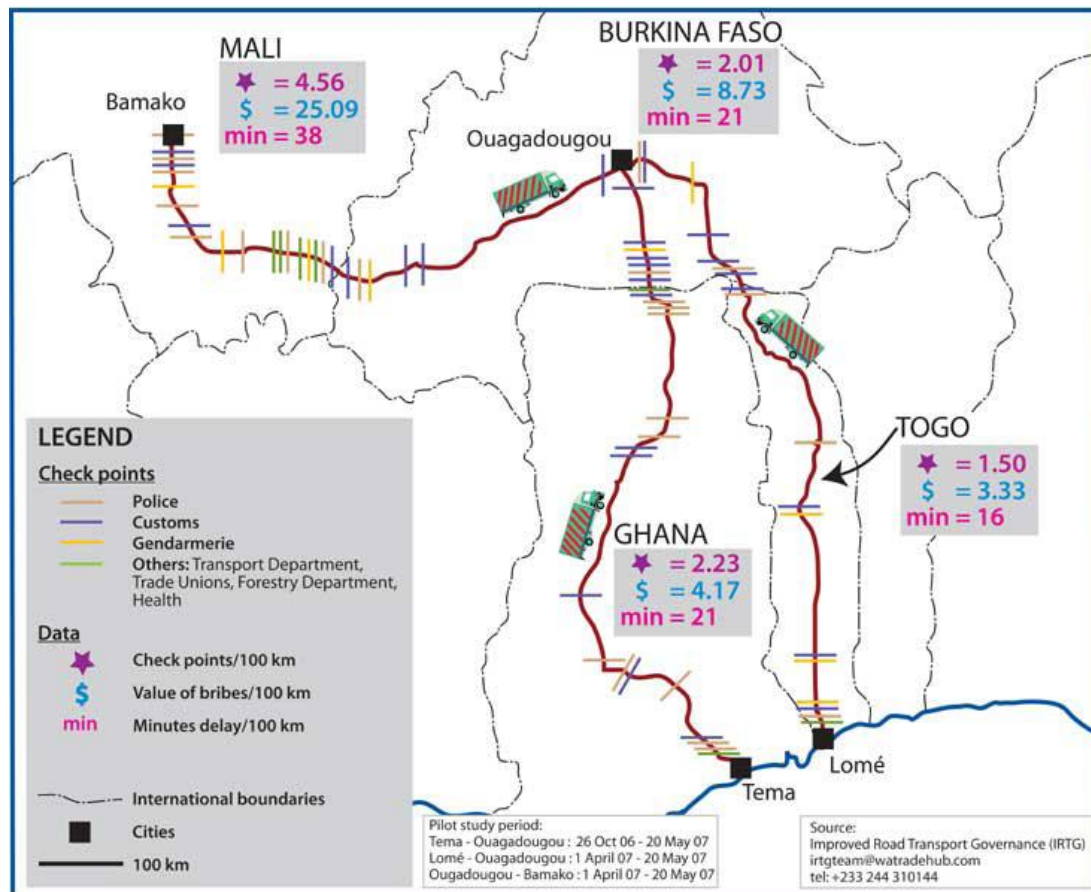 MALI
★ = 4.56
$ = 25.09
min = 38
BURKINA FASO
★ = 2.01
$ = 8.73
min = 21
Bamako
Ouagadougou
TOGO
★ = 1.50
$ = 3.33
min = 16
GHANA
★ = 2.23
$ = 4.17
min = 21
LEGEND
Check points
Police
Customs
Gendarmerie
Others: Transport Department,
Trade Unions, Forestry Department,
Health
Data
★ Check points/100 km
$ Value of bribes/100 km
min Minutes delay/100 km
International boundaries
Cities
100 km
Lomé
Tema
Pilot study period:
Tema - Ouagadougou : 26 Oct 06 - 20 May 07
Lomé - Ouagadougou : 1 April 07 - 20 May 07
Ougadougou - Bamako : 1 April 07 - 20 May 07
Source:
Improved Road Transport Governance (IRTG)
irtgteam@watradehub.com
tel: +233 244 310144